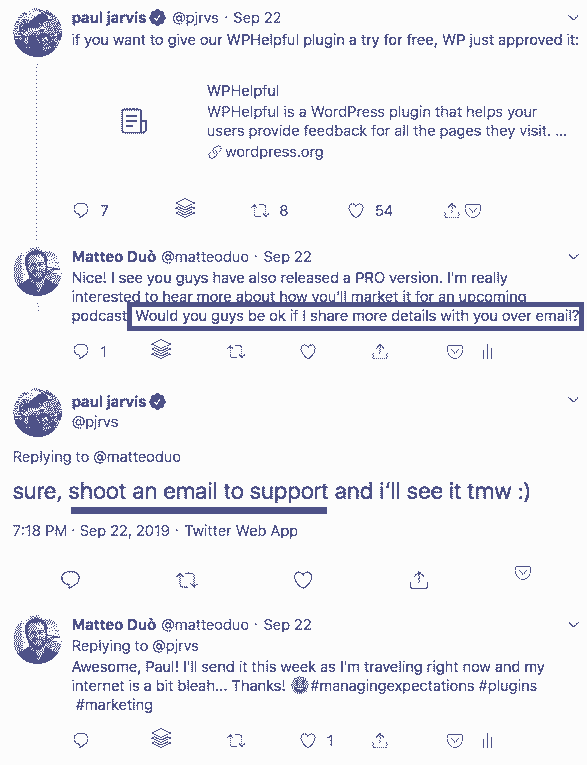 paul jarvis @pjrvs · Sep 22
if you want to give our WPHelpful plugin a try for free, WP just approved it:
WPHelpful
WPHelpful is a WordPress plugin that helps your
users provide feedback for all the pages they visit. ...
wordpress.org
7 8 54
Matteo Duò @matteoduo · Sep 22
Nice! I see you guys have also released a PRO version. I'm really
interested to hear more about how you'll market it for an upcoming
podcast. Would you guys be ok if I share more details with you over email?
1
paul jarvis
@pjrvs
Replying to @matteoduo
sure, shoot an email to support and i'll see it tmw :)
7:18 PM · Sep 22, 2019 · Twitter Web App
Matteo Duò @matteoduo · Sep 22
Replying to @pjrvs
Awesome, Paul! I'll send it this week as I'm traveling right now and my
internet is a bit bleah... Thanks! #managingexpectations #plugins
#marketing
1